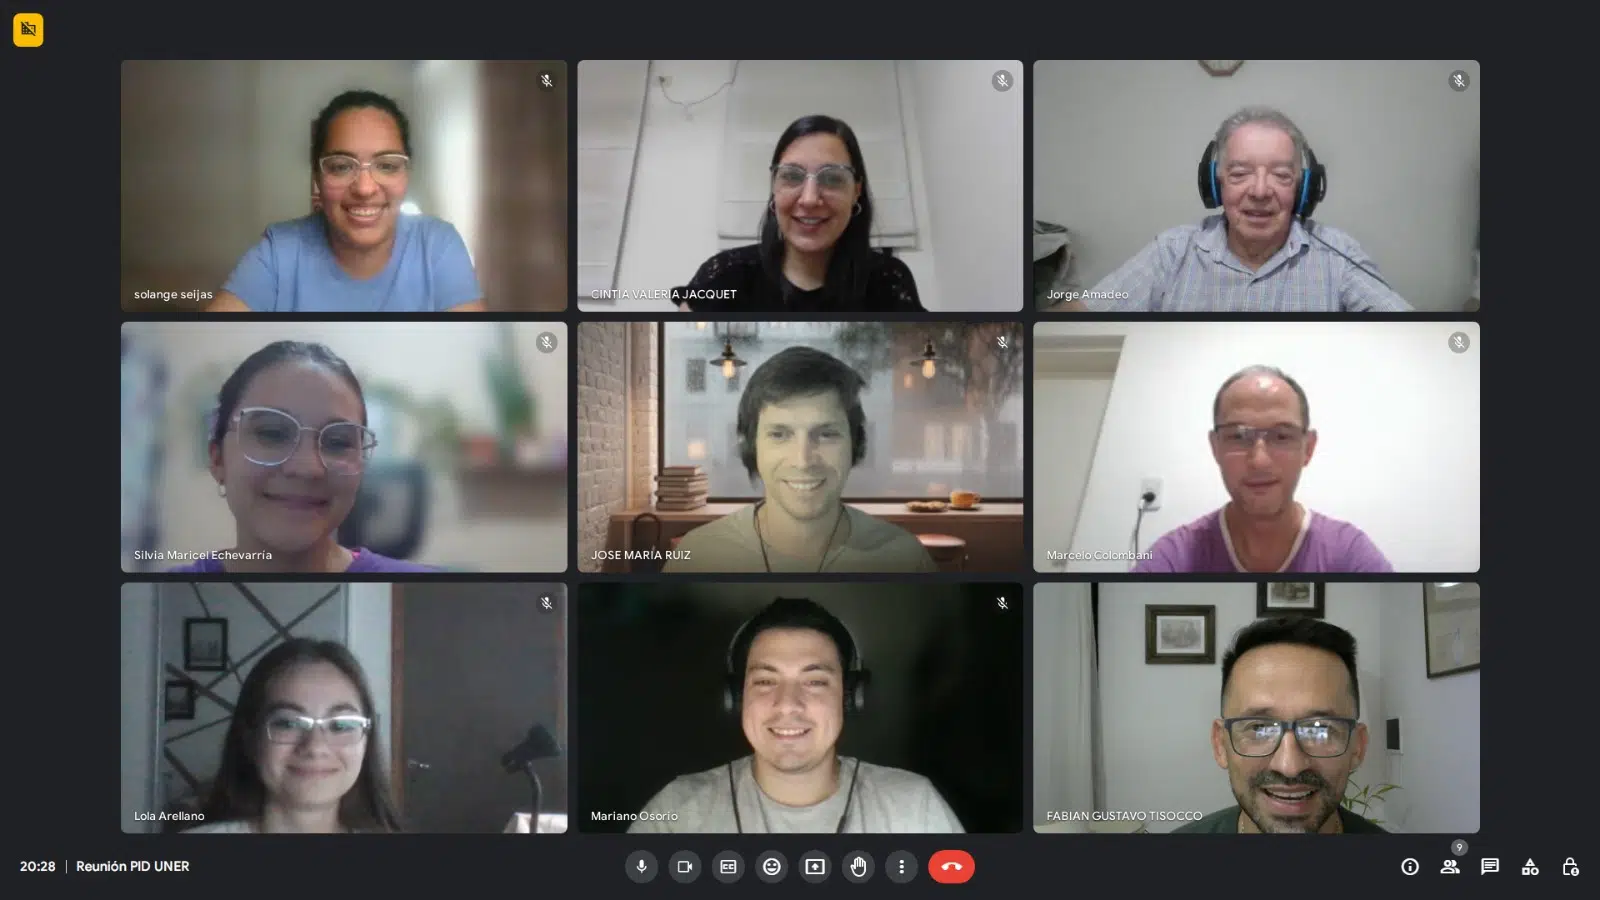 solange seijas
CINTIA VALERIA JACQUET
Jorge Amadeo
Silvia Maricel Echevarría
JOSE MARIA RUIZ
Marcelo Colombani
Lola Arellano
Mariano Osorio
FABIAN GUSTAVO TISOCCO
9
20:28 | Reunión PID UNER